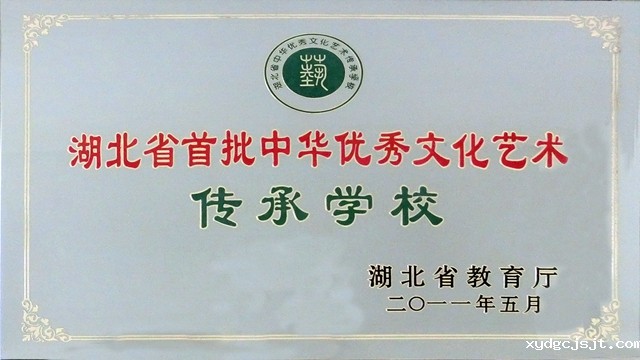 湖北省中华优秀文化艺术传承学校
藝
湖北省首批中华优秀文化艺术
传承学校
湖北省教育厅
二〇一一年五月
xydgcjsjt.com